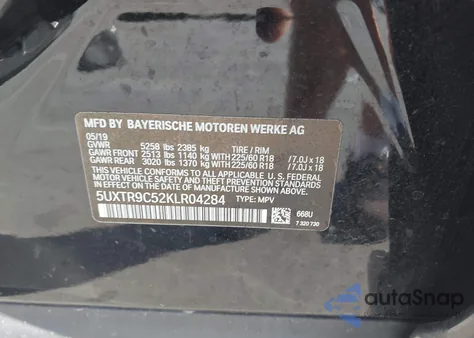 MFD BY BAYERISCHE MOTOREN WERKE AG
05/19
GVWR 5258 lbs 2385 kg TIRE / RIM
GAWR FRONT 2513 lbs 1140 kg WITH 225/60 R18 /7.0J x 18
GAWR REAR 3020 lbs 1370 kg WITH 225/60 R18 /7.0J x 18
THIS VEHICLE CONFORMS TO ALL APPLICABLE FEDERAL
MOTOR VEHICLE SAFETY AND THEFT PREVENTION
STANDARDS IN EFFECT ON THE DATE OF
MANUFACTURE SHOWN ABOVE.
5UXTR9C52KLR04284 TYPE: MPV 668U
7 320 730
autoSnap